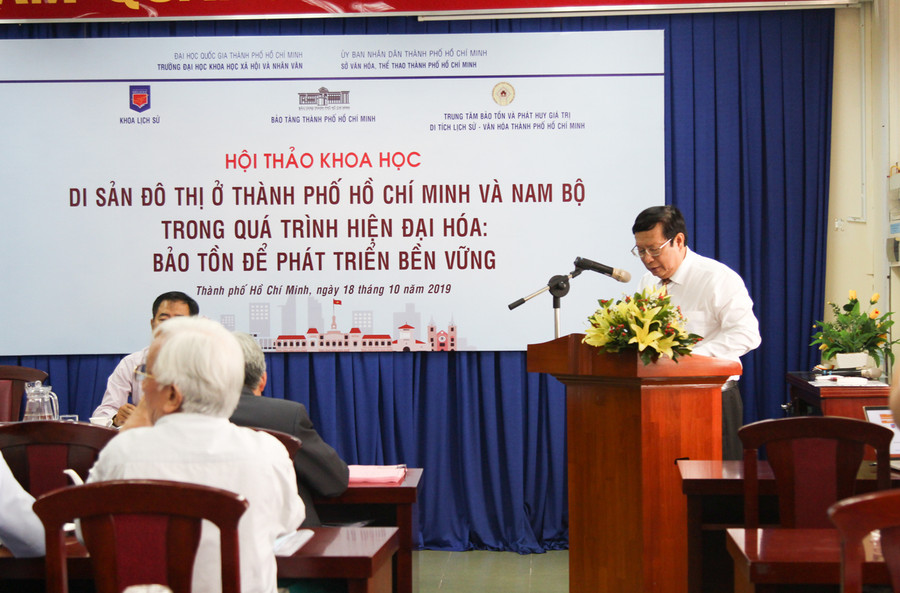 ĐẠI HỌC QUỐC GIA THÀNH PHỐ HỒ CHÍ MINH
TRƯỜNG ĐẠI HỌC KHOA HỌC XÃ HỘI VÀ NHÂN VĂN
ỦY BAN NHÂN DÂN THÀNH PHỐ HỒ CHÍ MINH
SỞ VĂN HÓA, THỂ THAO THÀNH PHỐ HỒ CHÍ MINH
KHOA LỊCH SỬ
BẢO TÀNG THÀNH PHỐ HỒ CHÍ MINH
TRUNG TÂM BẢO TỒN VÀ PHÁT HUY GIÁ TRỊ
DI TÍCH LỊCH SỬ - VĂN HÓA THÀNH PHỐ HỒ CHÍ MINH
HỘI THẢO KHOA HỌC
DI SẢN ĐÔ THỊ Ở THÀNH PHỐ HỒ CHÍ MINH VÀ NAM BỘ
TRONG QUÁ TRÌNH HIỆN ĐẠI HÓA:
BẢO TỒN ĐỂ PHÁT TRIỂN BỀN VỮNG
Thành phố Hồ Chí Minh, ngày 18 tháng 10 năm 2019